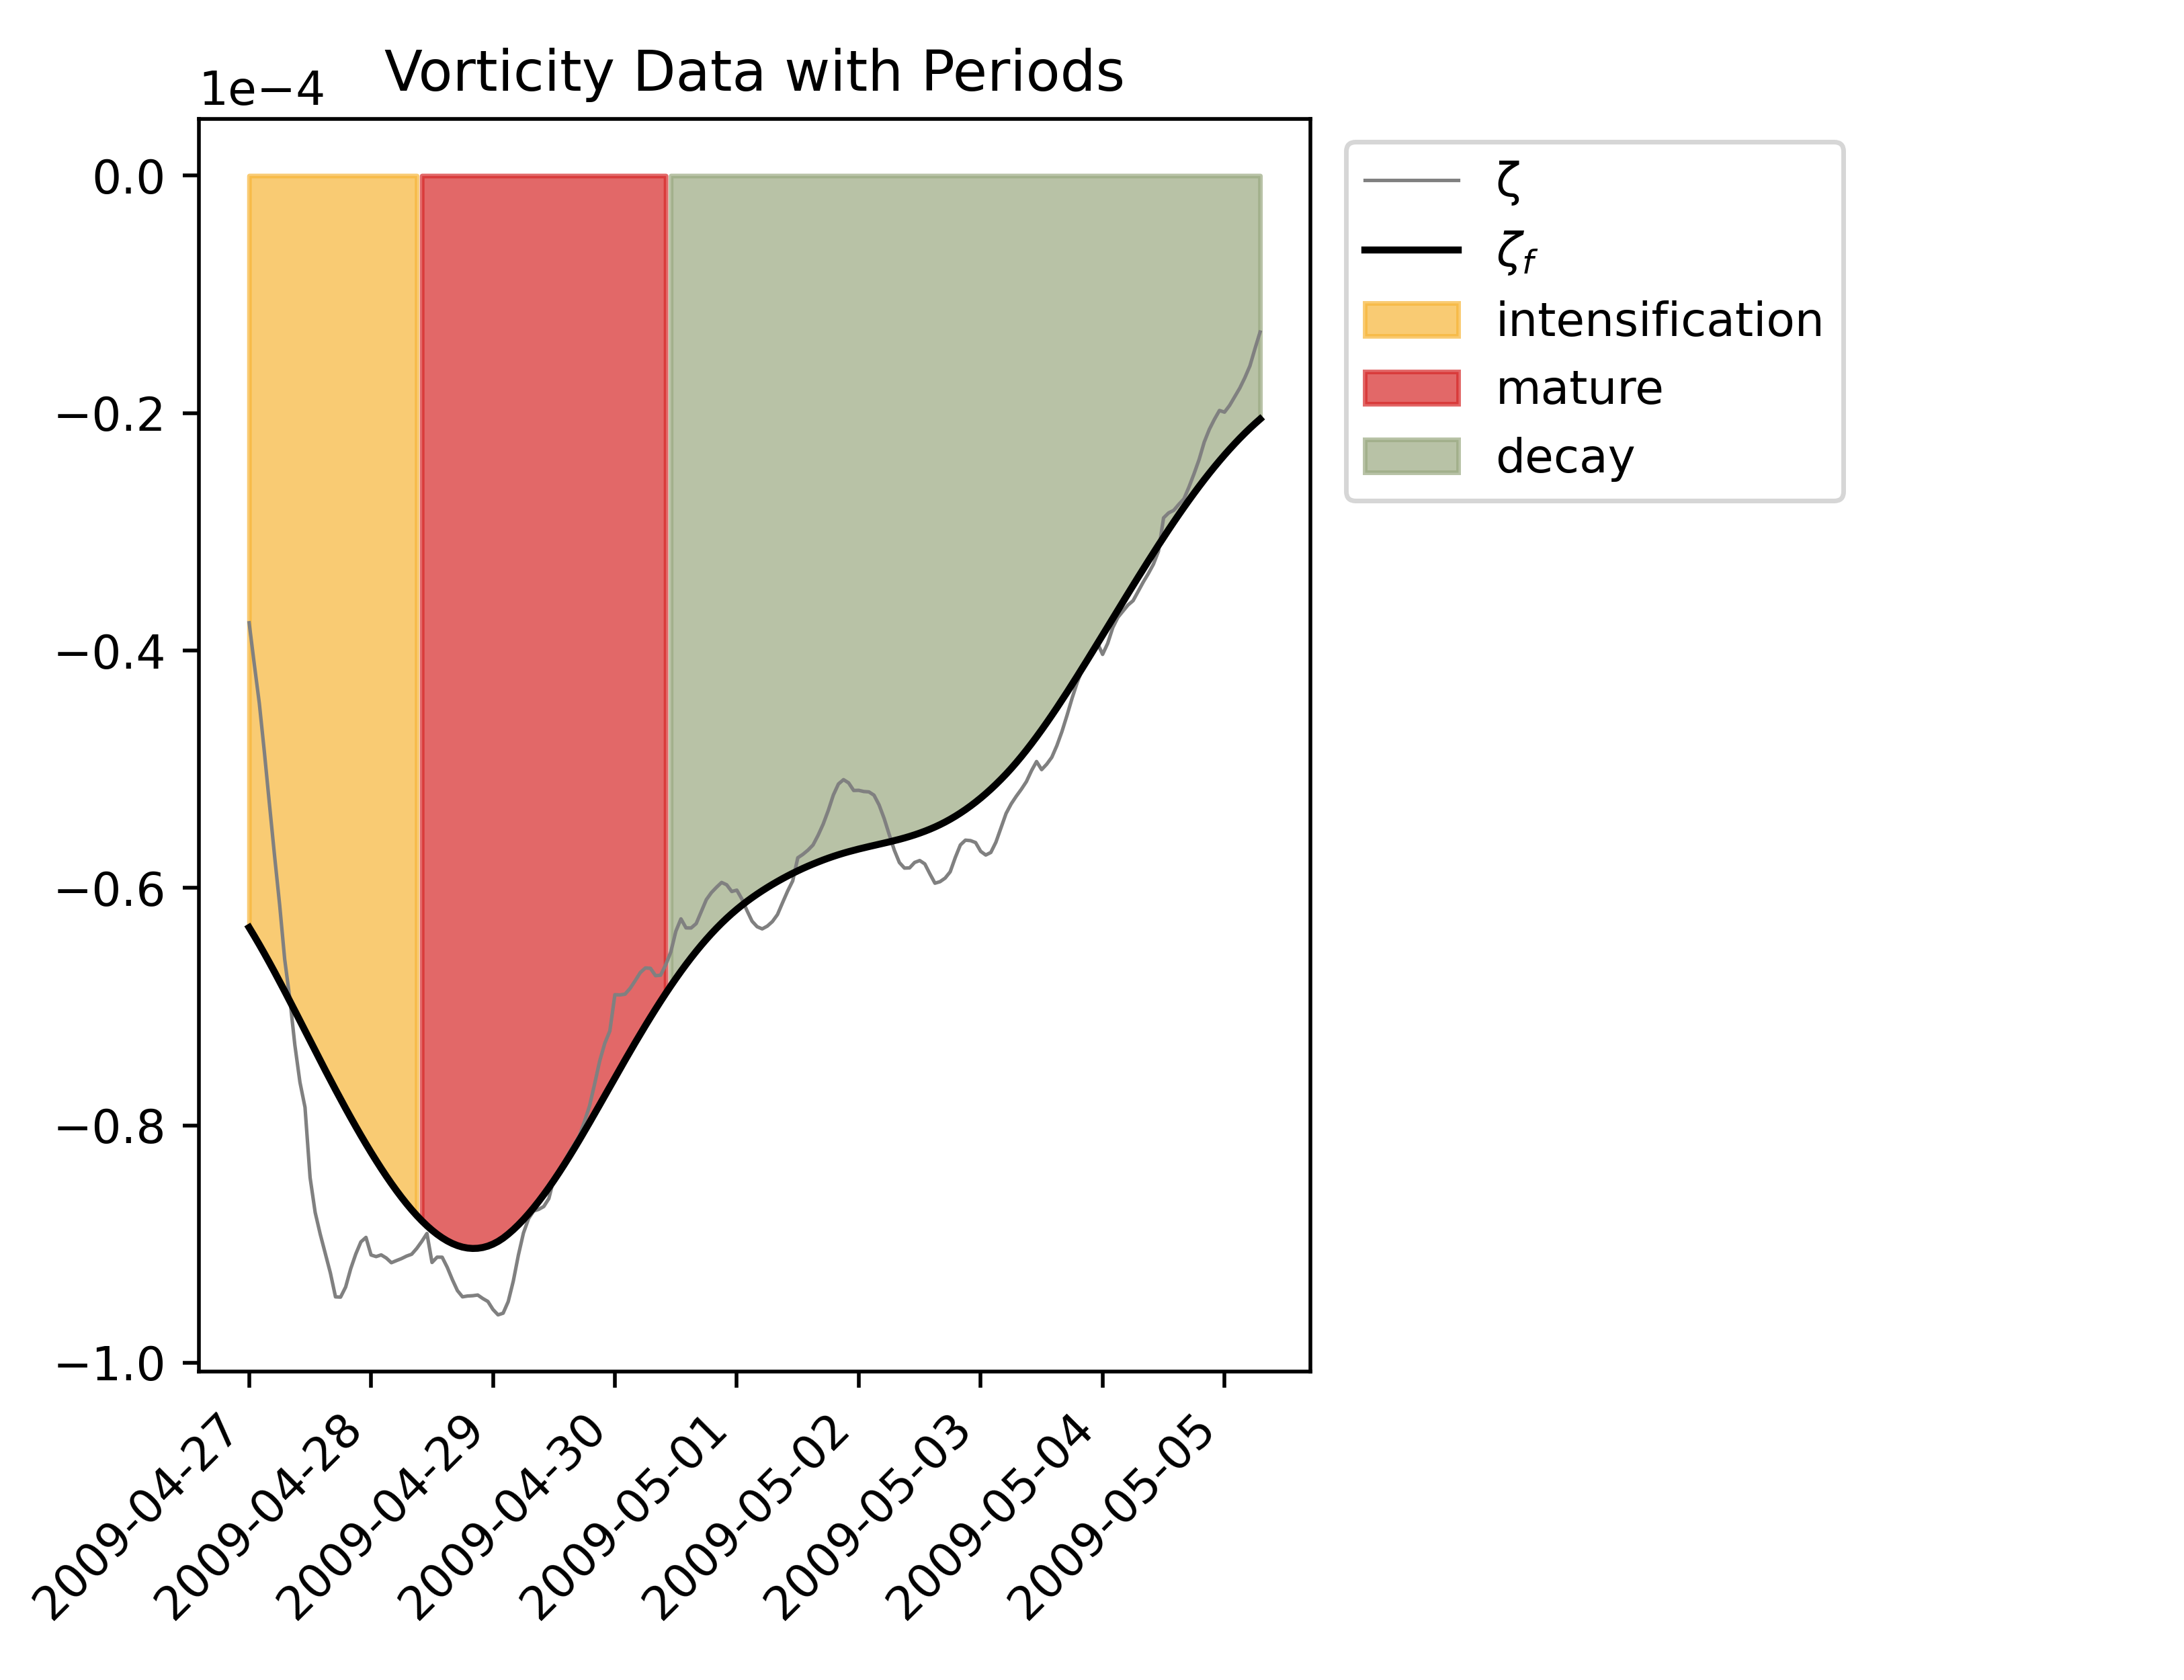 Vorticity Data with Periods
1e−4
0.0
−0.2
−0.4
−0.6
−0.8
−1.0
2009-04-27
2009-04-28
2009-04-29
2009-04-30
2009-05-01
2009-05-02
2009-05-03
2009-05-04
2009-05-05
ζ
ζf
intensification
mature
decay